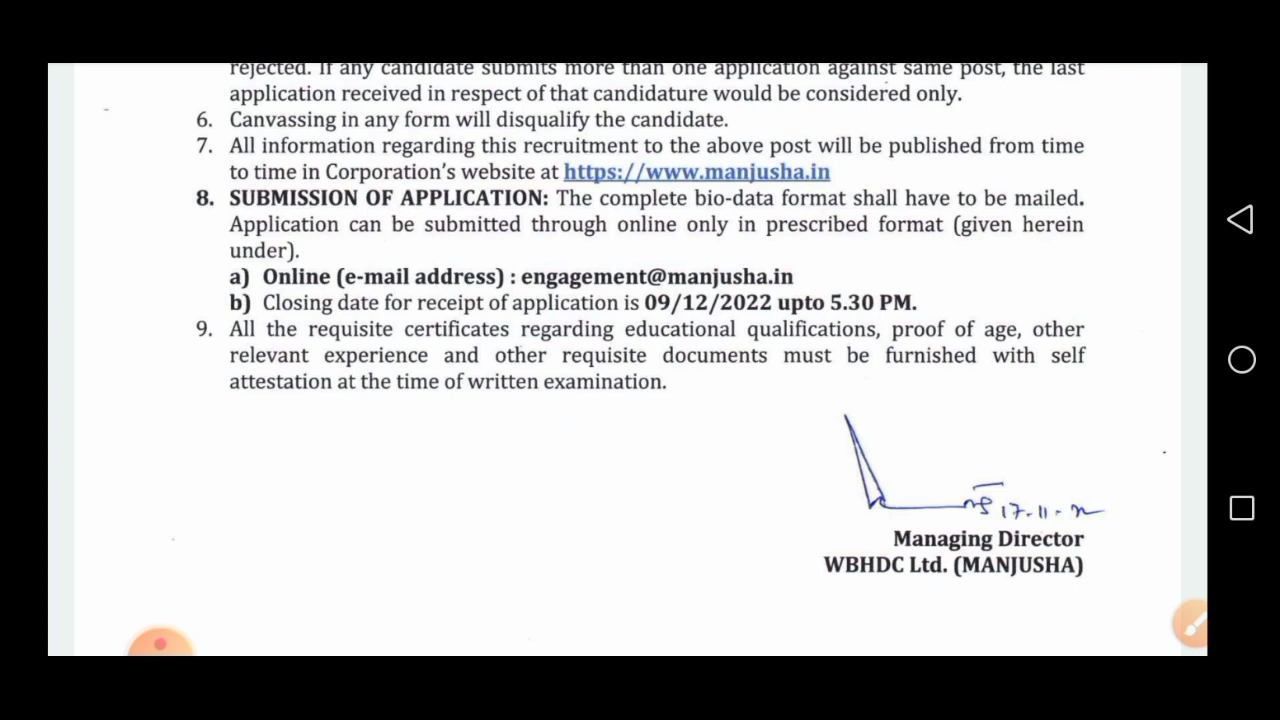 rejected. If any candidate submits more than one application against same post, the last
application received in respect of that candidature would be considered only.
6. Canvassing in any form will disqualify the candidate.
7. All information regarding this recruitment to the above post will be published from time
to time in Corporation's website at https://www.manjusha.in
8. SUBMISSION OF APPLICATION: The complete bio-data format shall have to be mailed.
Application can be submitted through online only in prescribed format (given herein
under).
a) Online (e-mail address) : engagement@manjusha.in
b) Closing date for receipt of application is 09/12/2022 upto 5.30 PM.
9. All the requisite certificates regarding educational qualifications, proof of age, other
relevant experience and other requisite documents must be furnished with self
attestation at the time of written examination.
17-11-
Managing Director
WBHDC Ltd. (MANJUSHA)